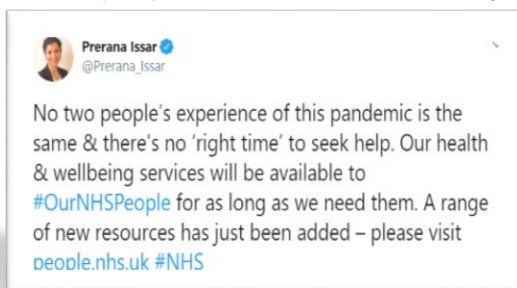 Prerana Issar
@Prerana_Issar
No two people's experience of this pandemic is the
same & there's no 'right time' to seek help. Our health
& wellbeing services will be available to
#OurNHSPeople for as long as we need them. A range
of new resources has just been added – please visit
people.nhs.uk #NHS